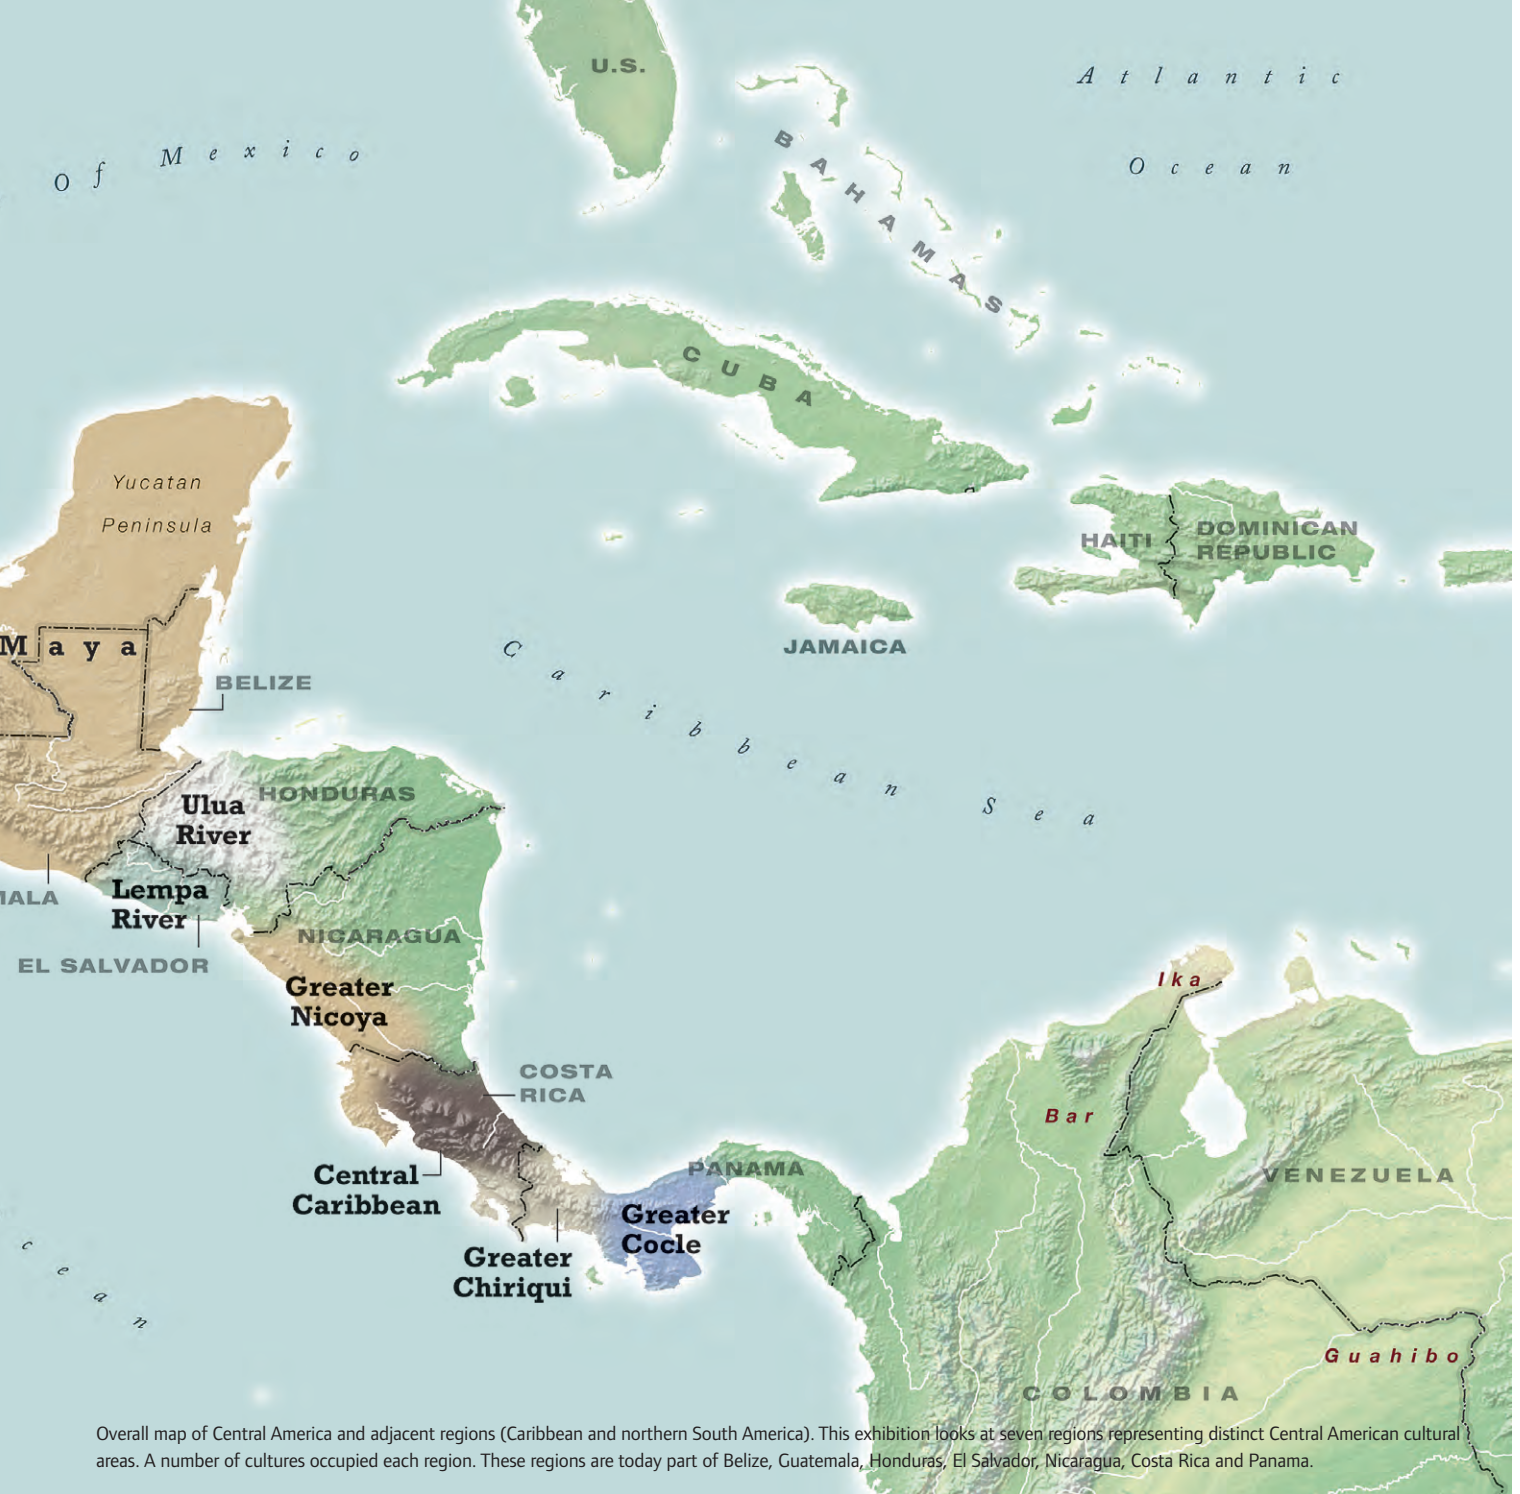 U.S.
Atlantic
Ocean
Of Mexico
BAHAMAS
CUBA
Yucatan
Peninsula
HAITI
DOMINICAN
REPUBLIC
JAMAICA
Maya
BELIZE
Caribbean Sea
HONDURAS
Ulua
River
Lempa
River
MALA
EL SALVADOR
NICARAGUA
Greater
Nicoya
Ika
COSTA
RICA
Bar
Central
Caribbean
PANAMA
VENEZUELA
Greater
Cocle
Greater
Chiriqui
cean
Guahibo
COLOMBIA
Overall map of Central America and adjacent regions (Caribbean and northern South America). This exhibition looks at seven regions representing distinct Central American cultural
areas. A number of cultures occupied each region. These regions are today part of Belize, Guatemala, Honduras, El Salvador, Nicaragua, Costa Rica and Panama.